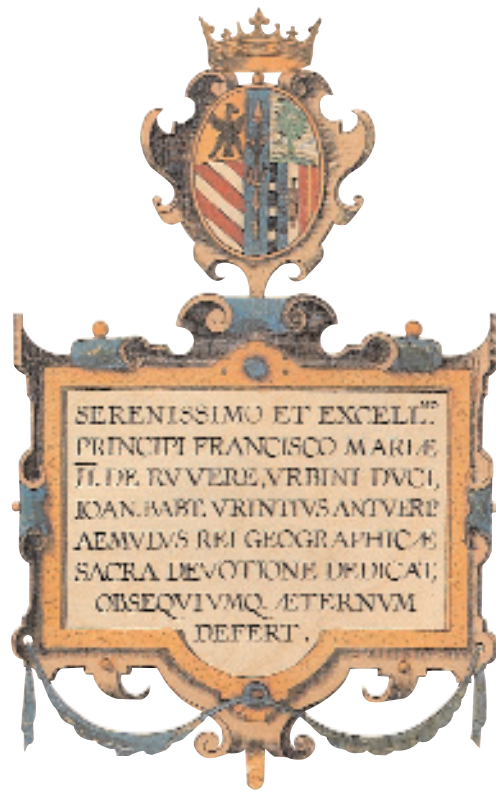 SERENISSIMO ET EXCELL.MO
PRINCIPI FRANCISCO MARIÆ
II. DE RVVERE, VRBINI DVCI,
IOAN. BABT. VRINTIVS ANTVERP.
AEMVLVS REI GEOGRAPHICÆ
SACRA DEVOTIONE DEDICAT,
OBSEQVIVMQ. ÆTERNVM
DEFERT.